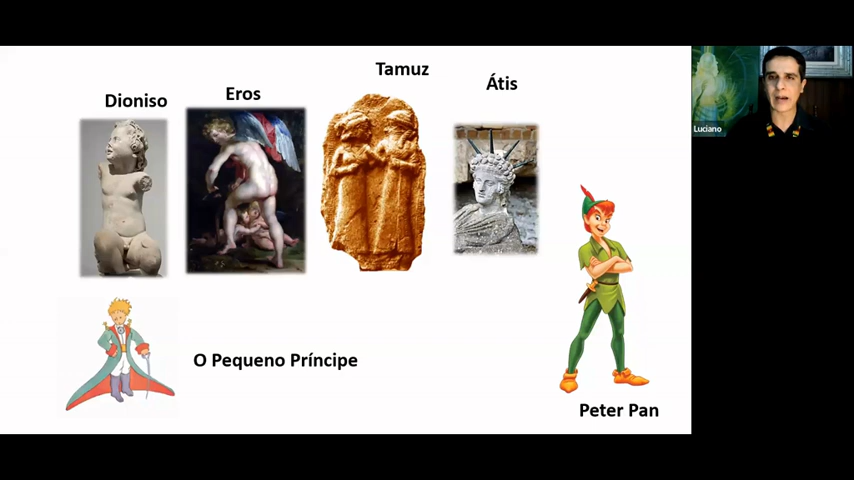 Tamuz
Átis
Eros
Dioniso
Luciano
O Pequeno Príncipe
Peter Pan